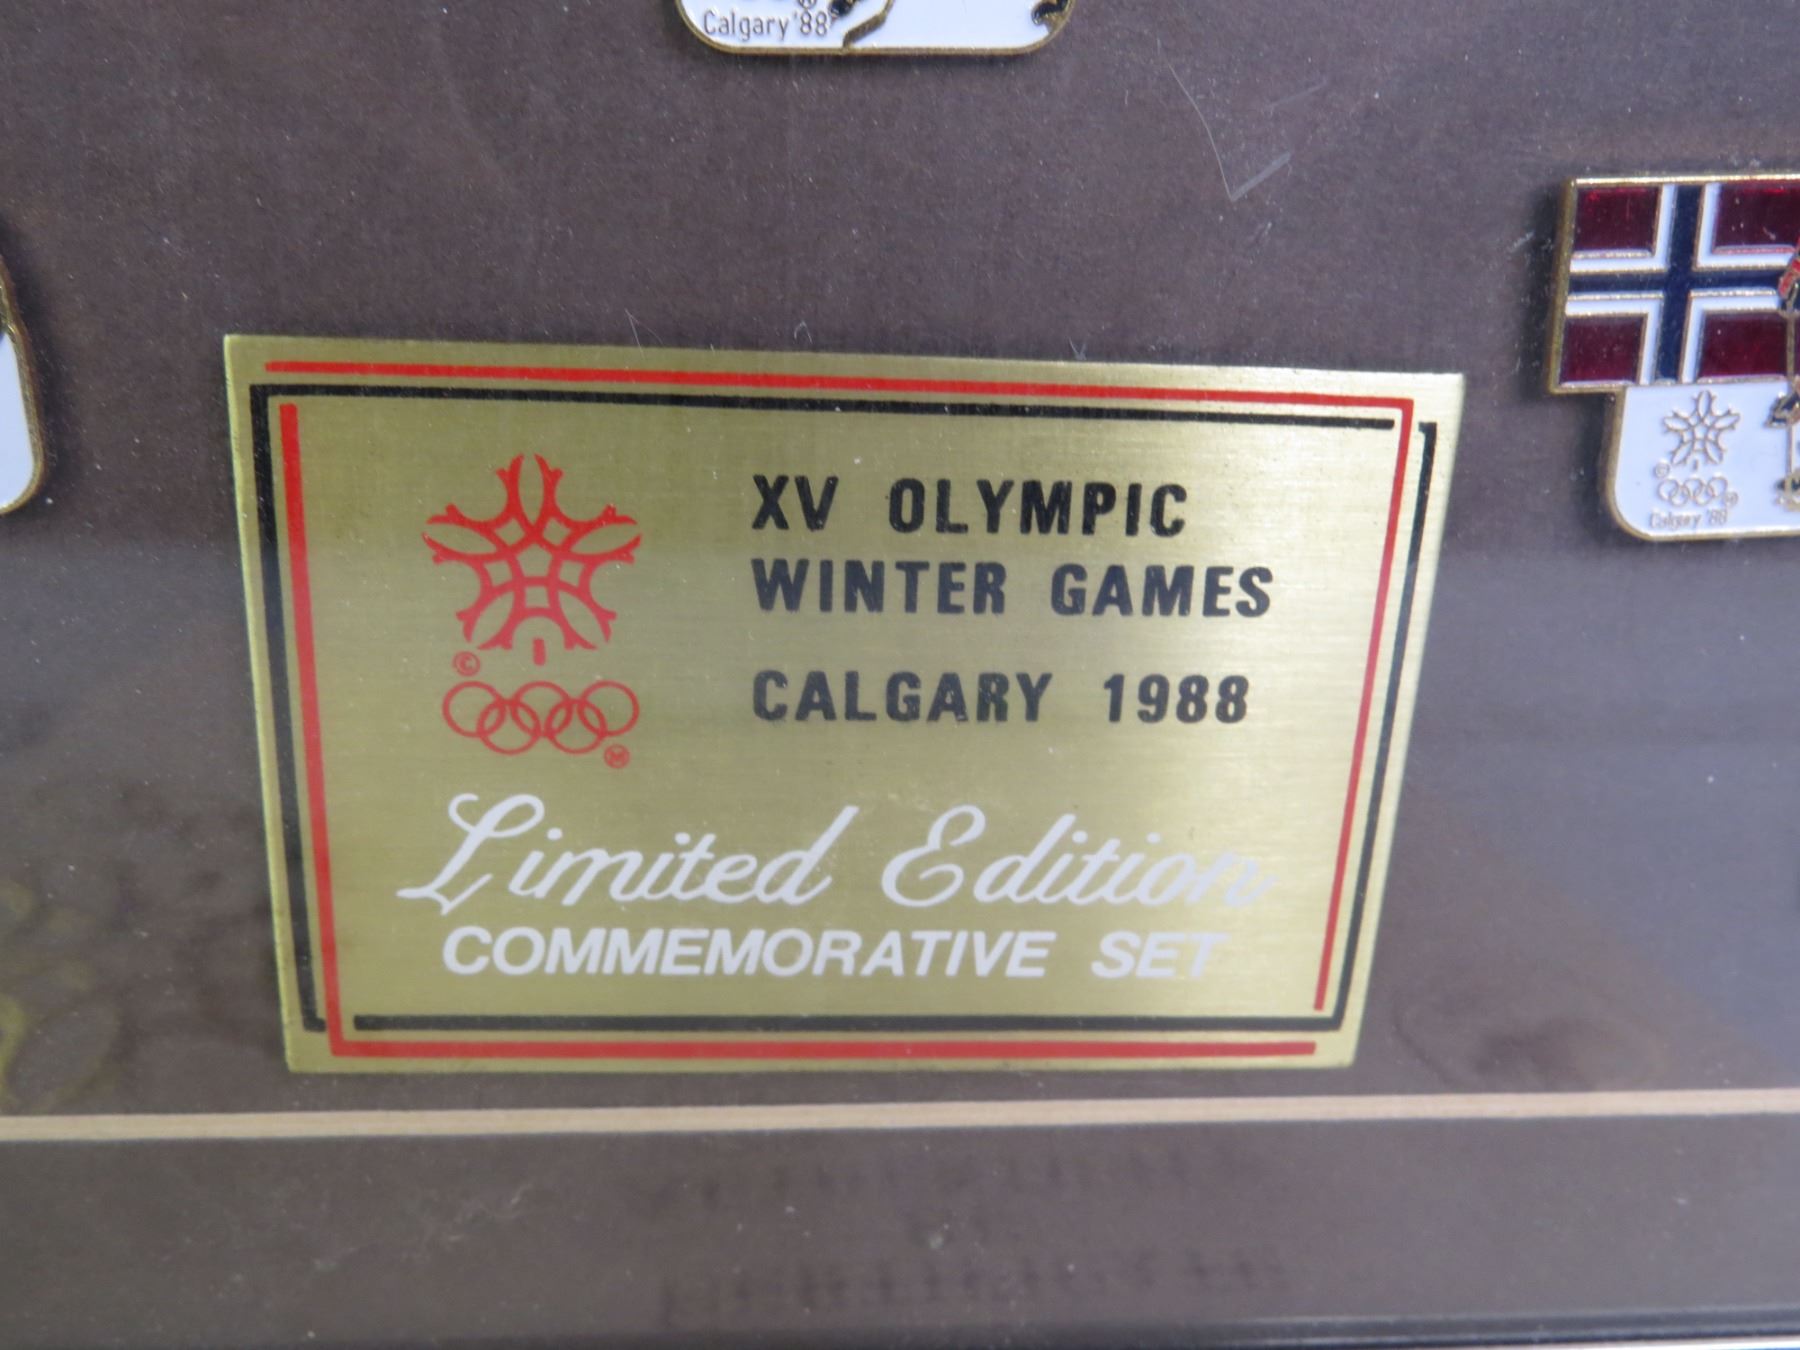 Calgary '88
XV OLYMPIC
WINTER GAMES
CALGARY 1988
©
M
Limited Edition
COMMEMORATIVE SET
©
Calgary '88